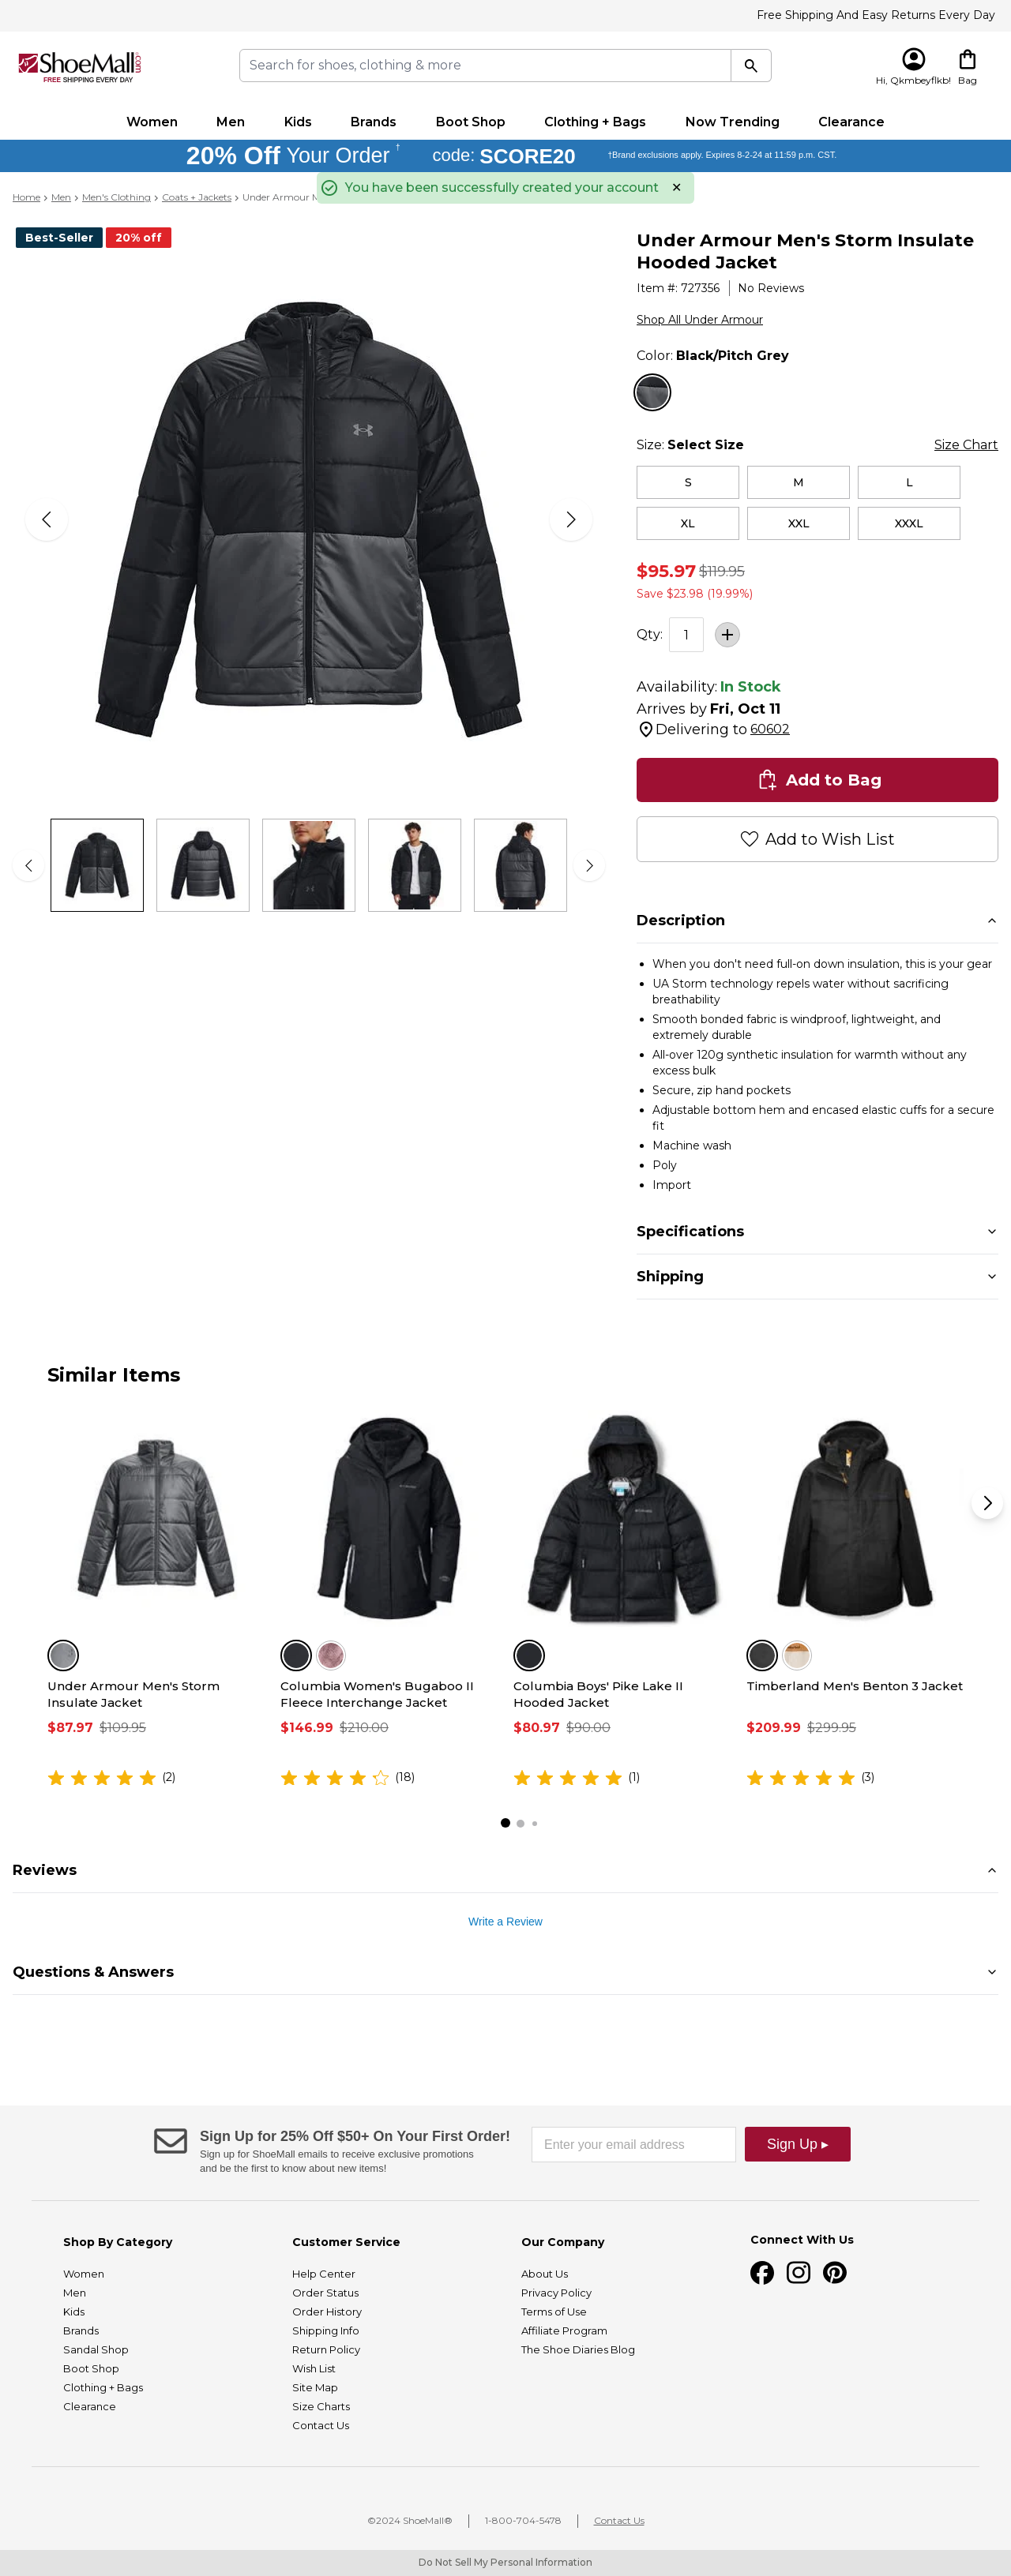 Free Shipping And Easy Returns Every Day
ShoeMall.com
FREE SHIPPING EVERY DAY
Search for shoes, clothing & more
Hi, Qkmbeyflkb!
Bag
Women
Men
Kids
Brands
Boot Shop
Clothing + Bags
Now Trending
Clearance
20% Off Your Order † code: SCORE20 †Brand exclusions apply. Expires 8-2-24 at 11:59 p.m. CST.
You have been successfully created your account
Home > Men > Men's Clothing > Coats + Jackets > Under Armour M
Best-Seller
20% off
Under Armour Men's Storm Insulate
Hooded Jacket
Item #: 727356
No Reviews
Shop All Under Armour
Color: Black/Pitch Grey
Size: Select Size
Size Chart
S
M
L
XL
XXL
XXXL
$95.97 $119.95
Save $23.98 (19.99%)
Qty: 1
Availability: In Stock
Arrives by Fri, Oct 11
Delivering to 60602
Add to Bag
Add to Wish List
Description
When you don't need full-on down insulation, this is your gear
UA Storm technology repels water without sacrificing
breathability
Smooth bonded fabric is windproof, lightweight, and
extremely durable
All-over 120g synthetic insulation for warmth without any
excess bulk
Secure, zip hand pockets
Adjustable bottom hem and encased elastic cuffs for a secure
fit
Machine wash
Poly
Import
Specifications
Shipping
Similar Items
Under Armour Men's Storm
Insulate Jacket
$87.97 $109.95
(2)
Columbia Women's Bugaboo II
Fleece Interchange Jacket
$146.99 $210.00
(18)
Columbia Boys' Pike Lake II
Hooded Jacket
$80.97 $90.00
(1)
Timberland Men's Benton 3 Jacket
$209.99 $299.95
(3)
Reviews
Write a Review
Questions & Answers
Sign Up for 25% Off $50+ On Your First Order!
Sign up for ShoeMall emails to receive exclusive promotions
and be the first to know about new items!
Enter your email address
Sign Up ▸
Shop By Category
Women
Men
Kids
Brands
Sandal Shop
Boot Shop
Clothing + Bags
Clearance
Customer Service
Help Center
Order Status
Order History
Shipping Info
Return Policy
Wish List
Site Map
Size Charts
Contact Us
Our Company
About Us
Privacy Policy
Terms of Use
Affiliate Program
The Shoe Diaries Blog
Connect With Us
©2024 ShoeMall®
1-800-704-5478
Contact Us
Do Not Sell My Personal Information